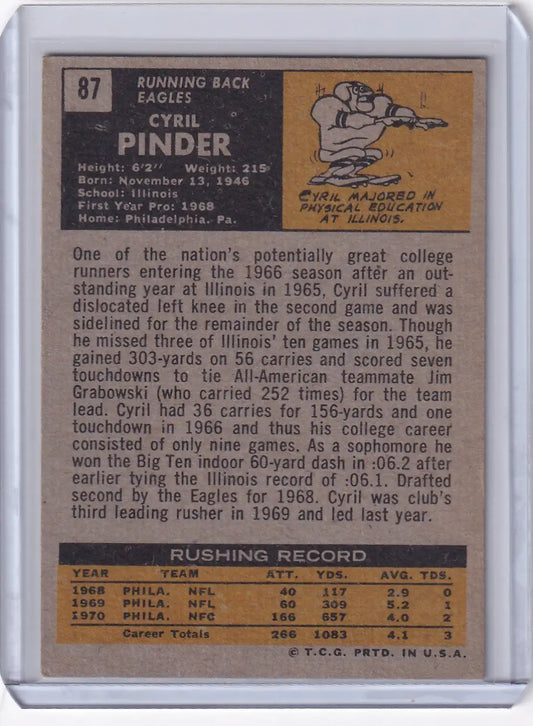 87
RUNNING BACK
EAGLES
CYRIL
PINDER
Height: 6'2" Weight: 215
Born: November 13, 1946
School: Illinois
First Year Pro: 1968
Home: Philadelphia, Pa.
CYRIL MAJORED IN
PHYSICAL EDUCATION
AT ILLINOIS.
One of the nation's potentially great college
runners entering the 1966 season after an out-
standing year at Illinois in 1965, Cyril suffered a
dislocated left knee in the second game and was
sidelined for the remainder of the season. Though
he missed three of Illinois' ten games in 1965, he
gained 303-yards on 56 carries and scored seven
touchdowns to tie All-American teammate Jim
Grabowski (who carried 252 times) for the team
lead. Cyril had 36 carries for 156-yards and one
touchdown in 1966 and thus his college career
consisted of only nine games. As a sophomore he
won the Big Ten indoor 60-yard dash in :06.2 after
earlier tying the Illinois record of :06.1. Drafted
second by the Eagles for 1968. Cyril was club's
third leading rusher in 1969 and led last year.
RUSHING RECORD
YEAR TEAM ATT. YDS. AVG. TDS.
1968 PHILA. NFL 40 117 2.9 0
1969 PHILA. NFL 60 309 5.2 1
1970 PHILA. NFC 166 657 4.0 2
Career Totals 266 1083 4.1 3
© T.C.G. PRTD. IN U.S.A.